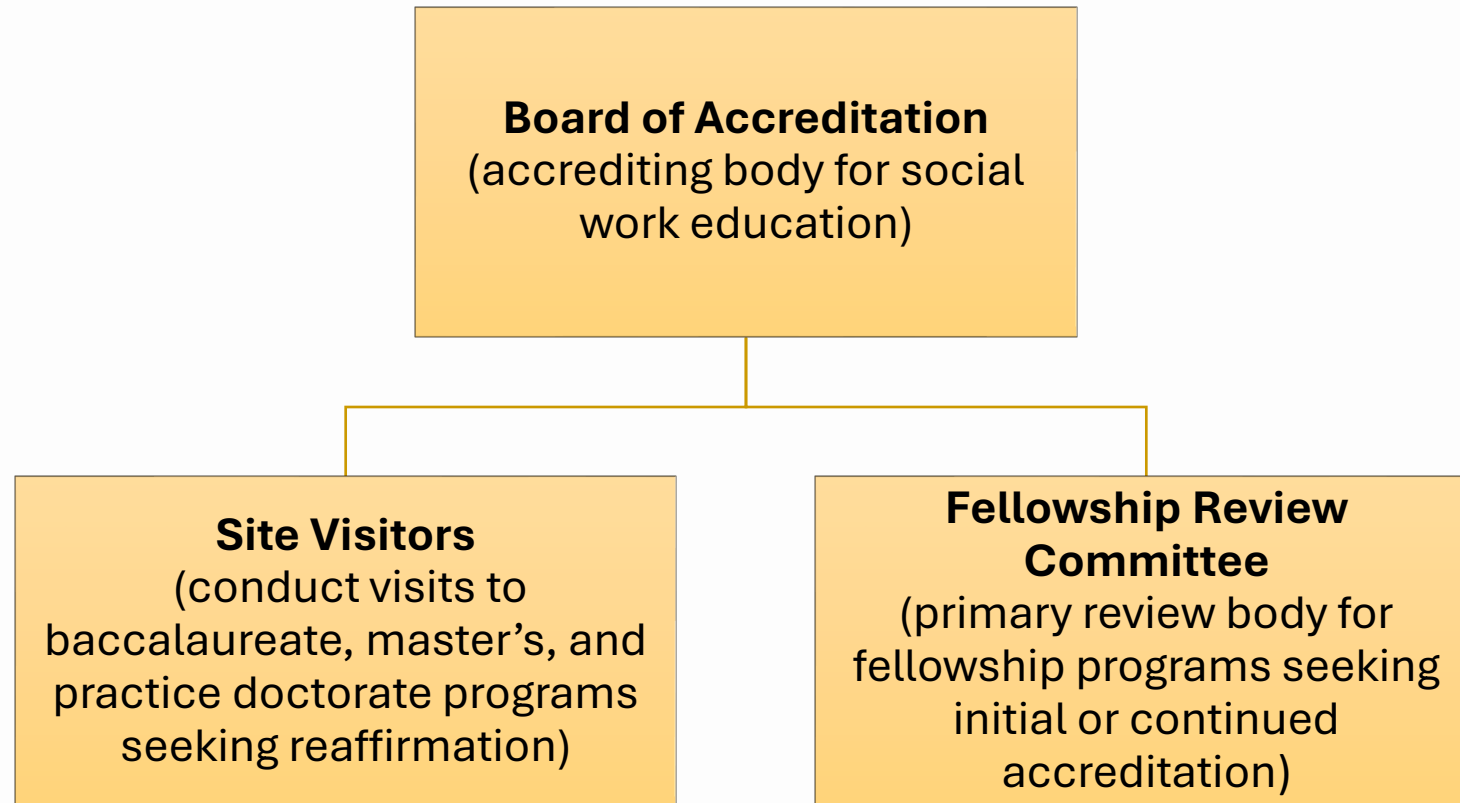 Board of Accreditation
(accrediting body for social
work education)
Site Visitors
(conduct visits to
baccalaureate, master’s, and
practice doctorate programs
seeking reaffirmation)
Fellowship Review
Committee
(primary review body for
fellowship programs seeking
initial or continued
accreditation)